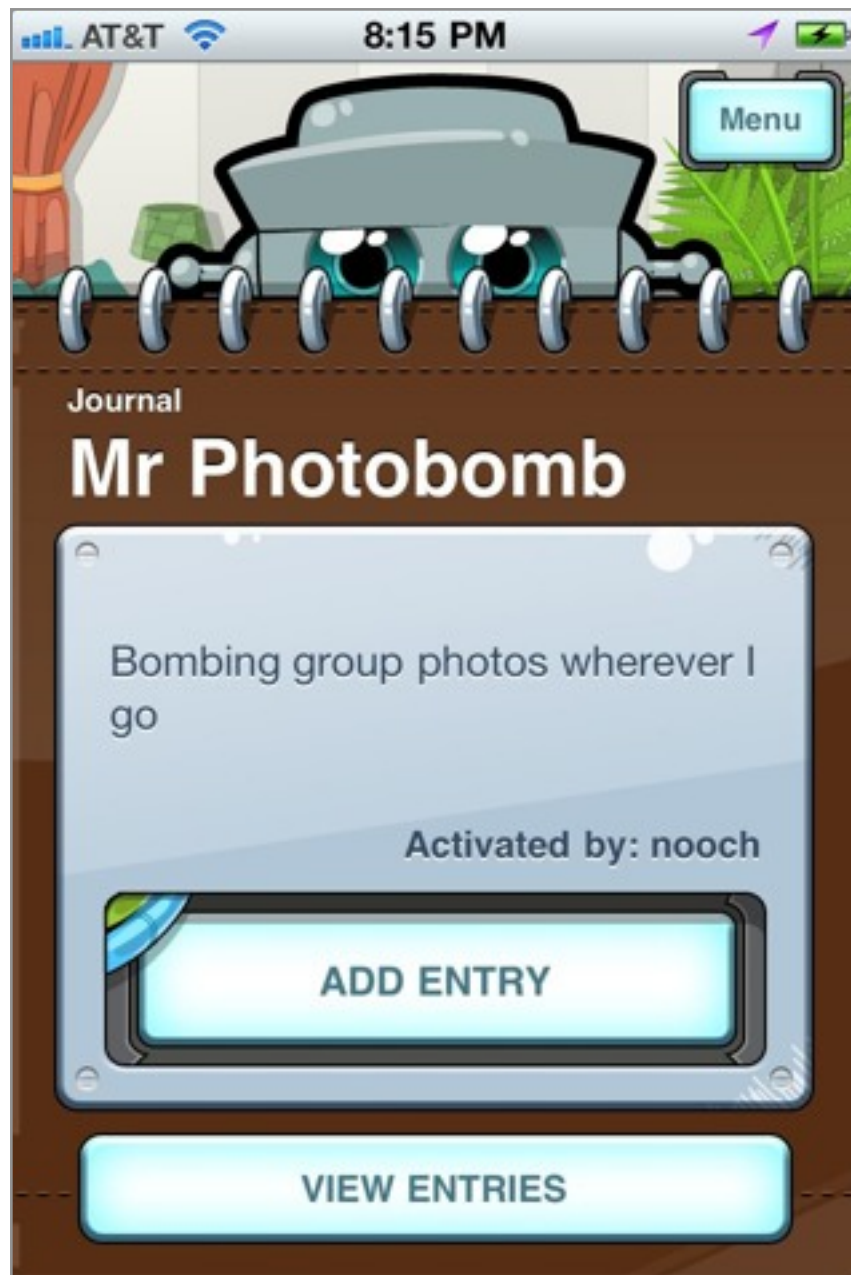 AT&T 8:15 PM
Menu
Journal
Mr Photobomb
Bombing group photos wherever I
go
Activated by: nooch
ADD ENTRY
VIEW ENTRIES